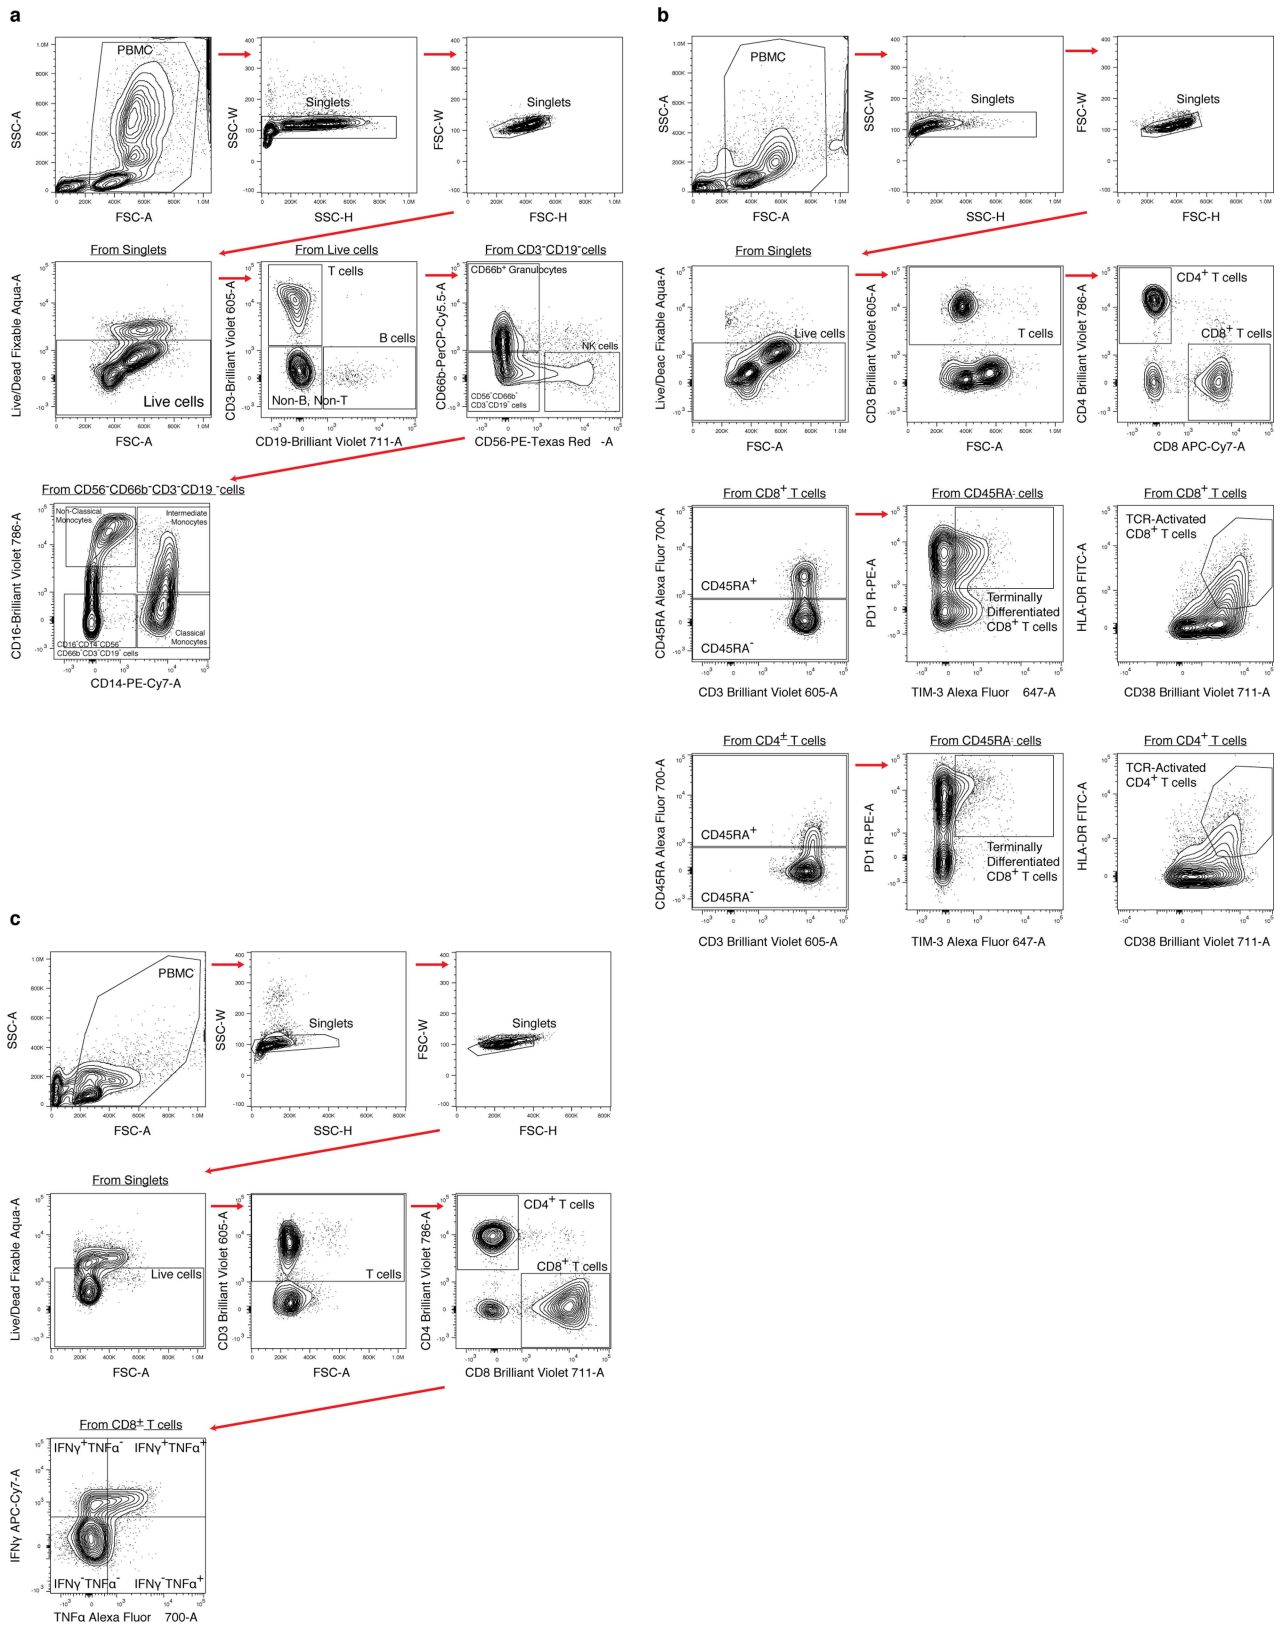 a
PBMC
SSC-A
FSC-A
Singlets
SSC-W
SSC-H
Singlets
FSC-W
FSC-H
From Singlets
Live/Dead Fixable Aqua-A
Live cells
FSC-A
From Live cells
T cells
B cells
Non-B, Non-T
CD3-Brilliant Violet 605-A
CD19-Brilliant Violet 711-A
From CD3-CD19-cells
CD66b+ Granulocytes
NK cells
CD56-CD66b-
CD3-CD19- cells
CD66b-PerCP-Cy5.5-A
CD56-PE-Texas Red -A
From CD56-CD66b-CD3-CD19 -cells
Non-Classical
Monocytes
Intermediate
Monocytes
Classical
Monocytes
CD16-CD14-CD56-
CD66b-CD3-CD19- cells
CD16-Brilliant Violet 786-A
CD14-PE-Cy7-A
b
PBMC
SSC-A
FSC-A
Singlets
SSC-W
SSC-H
Singlets
FSC-W
FSC-H
From Singlets
Live/Deac Fixable Aqua-A
Live cells
FSC-A
CD3 Brilliant Violet 605-A
T cells
FSC-A
CD4 Brilliant Violet 786-A
CD4+ T cells
CD8+ T cells
CD8 APC-Cy7-A
From CD8+ T cells
CD45RA Alexa Fluor 700-A
CD45RA+
CD45RA-
CD3 Brilliant Violet 605-A
From CD45RA- cells
PD1 R-PE-A
Terminally
Differentiated
CD8+ T cells
TIM-3 Alexa Fluor 647-A
From CD8+ T cells
TCR-Activated
CD8+ T cells
HLA-DR FITC-A
CD38 Brilliant Violet 711-A
From CD4± T cells
CD45RA Alexa Fluor 700-A
CD45RA+
CD45RA-
CD3 Brilliant Violet 605-A
From CD45RA- cells
PD1 R-PE-A
Terminally
Differentiated
CD8+ T cells
TIM-3 Alexa Fluor 647-A
From CD4+ T cells
TCR-Activated
CD4+ T cells
HLA-DR FITC-A
CD38 Brilliant Violet 711-A
c
PBMC
SSC-A
FSC-A
Singlets
SSC-W
SSC-H
Singlets
FSC-W
FSC-H
From Singlets
Live/Dead Fixable Aqua-A
Live cells
FSC-A
CD3 Brilliant Violet 605-A
T cells
FSC-A
CD4 Brilliant Violet 786-A
CD4+ T cells
CD8+ T cells
CD8 Brilliant Violet 711-A
From CD8± T cells
IFNγ+TNFα- IFNγ+TNFα+
IFNγ APC-Cy7-A
IFNγ-TNFα- IFNγ-TNFα+
TNFα Alexa Fluor 700-A